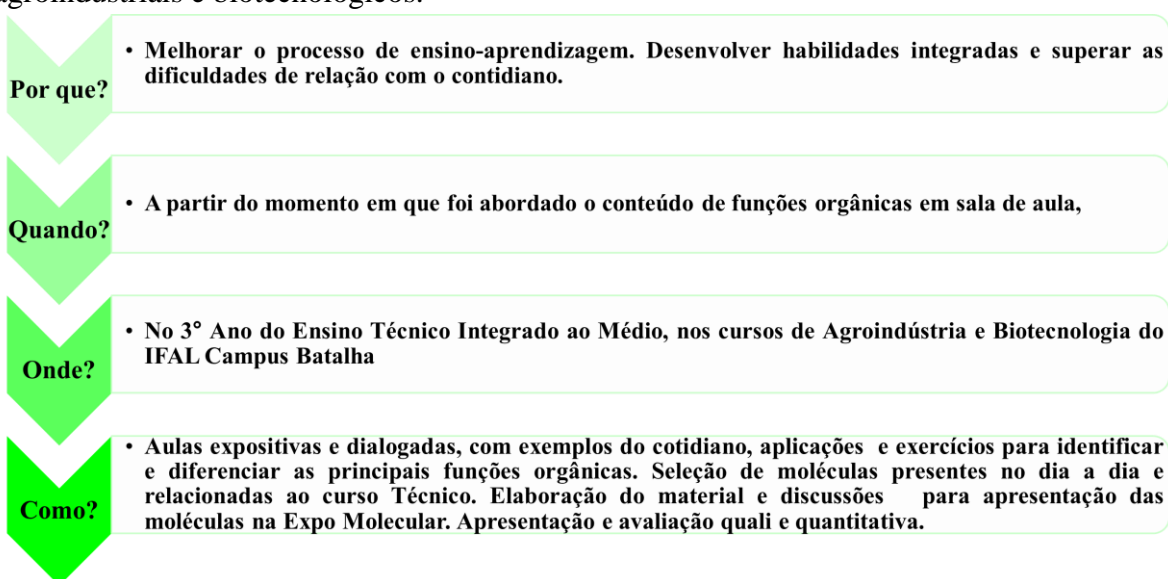 agroindustriais e biotecnológicos.
• Melhorar o processo de ensino-aprendizagem. Desenvolver habilidades integradas e superar as
dificuldades de relação com o contidiano.
Por que?
• A partir do momento em que foi abordado o conteúdo de funções orgânicas em sala de aula,
Quando?
• No 3° Ano do Ensino Técnico Integrado ao Médio, nos cursos de Agroindústria e Biotecnologia do
IFAL Campus Batalha
Onde?
• Aulas expositivas e dialogadas, com exemplos do cotidiano, aplicações e exercícios para identificar
e diferenciar as principais funções orgânicas. Seleção de moléculas presentes no dia a dia e
relacionadas ao curso Técnico. Elaboração do material e discussões para apresentação das
moléculas na Expo Molecular. Apresentação e avaliação quali e quantitativa.
Como?